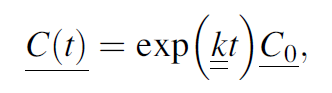 C(t) = exp(kt)C₀,